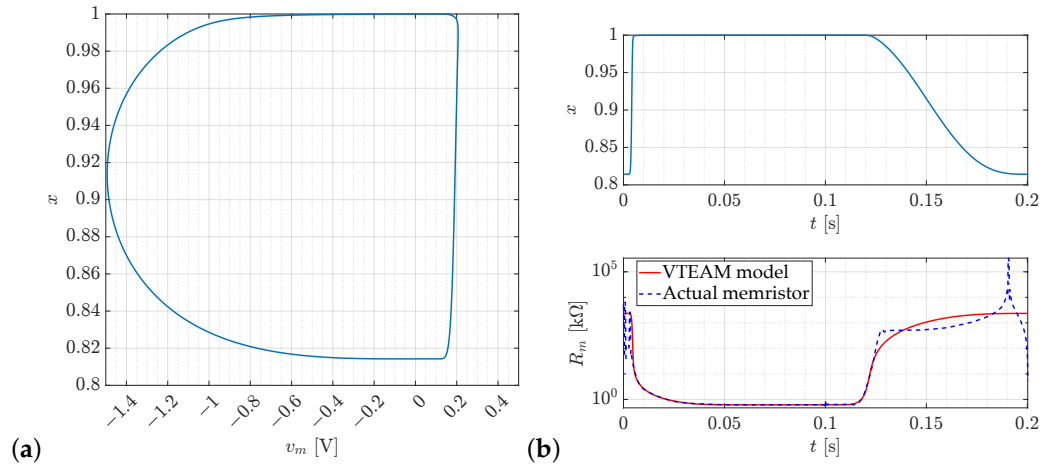 1
0.98
0.96
0.94
0.92
0.9
0.88
0.86
0.84
0.82
0.8
x
−1.4 −1.2 −1 −0.8 −0.6 −0.4 −0.2 0 0.2 0.4
v_m [V]
(a)
1
0.95
0.9
0.85
0.8
x
0 0.05 0.1 0.15 0.2
t [s]
VTEAM model
Actual memristor
10^5
10^0
R_m [kΩ]
0 0.05 0.1 0.15 0.2
t [s]
(b)